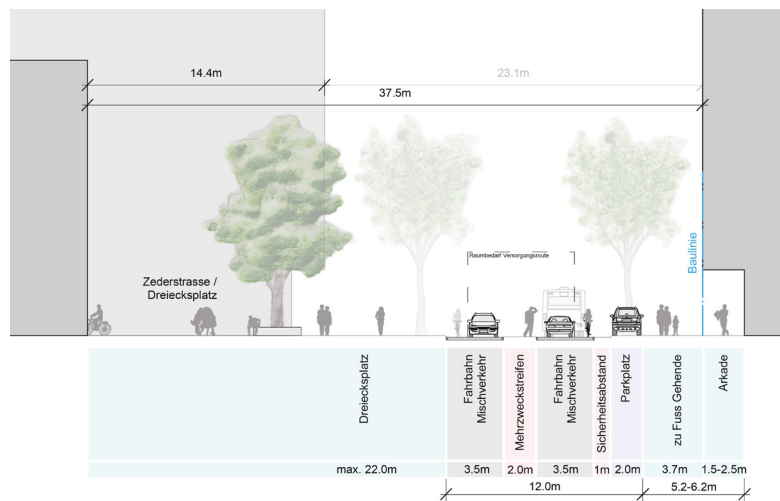 14.4m
23.1m
37.5m
Raumbedarf Versorgungsroute
Baulinie
Zederstrasse /
Dreiecksplatz
Dreiecksplatz
Fahrbahn
Mischverkehr
Mehrzweckstreifen
Fahrbahn
Mischverkehr
Sicherheitsabstand
Parkplatz
zu Fuss Gehende
Arkade
max. 22.0m
3.5m
2.0m
3.5m
1m
2.0m
3.7m
1.5-2.5m
12.0m
5.2-6.2m